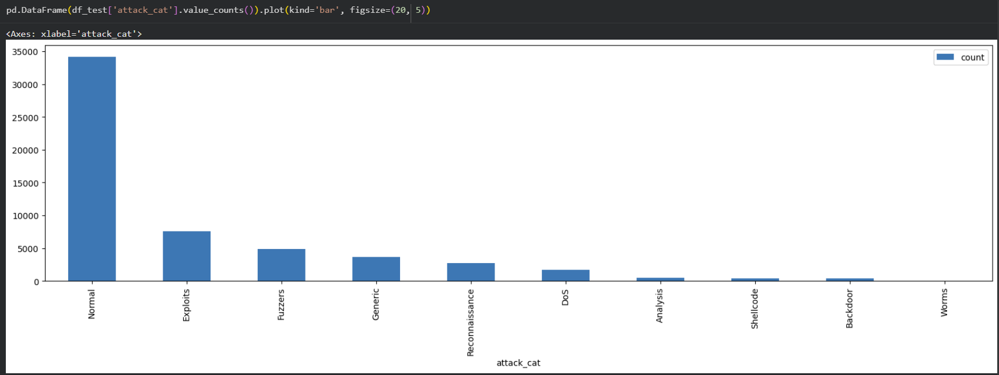 pd.DataFrame(df_test['attack_cat'].value_counts()).plot(kind='bar', figsize=(20, 5))
<Axes: xlabel='attack_cat'>
35000
30000
25000
20000
15000
10000
5000
0
count
Normal
Exploits
Fuzzers
Generic
Reconnaissance
DoS
Analysis
Shellcode
Backdoor
Worms
attack_cat